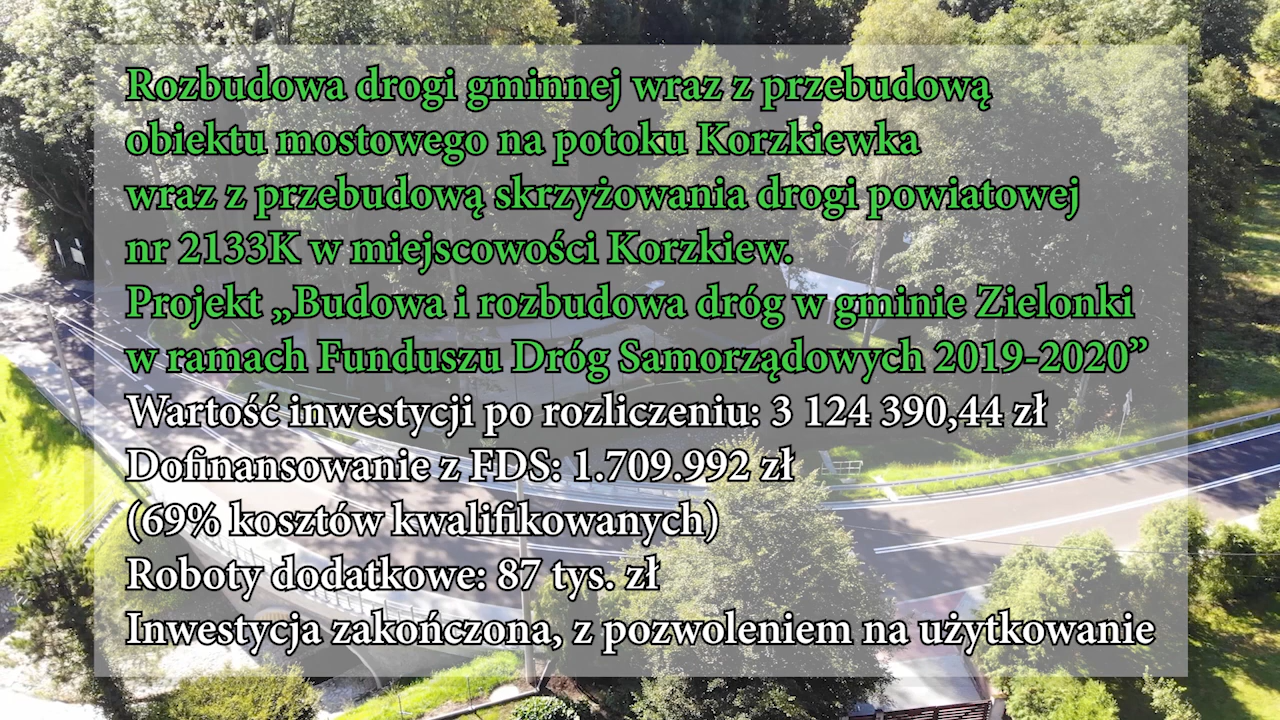 Rozbudowa drogi gminnej wraz z przebudową
obiektu mostowego na potoku Korzkiewka
wraz z przebudową skrzyżowania drogi powiatowej
nr 2133K w miejscowości Korzkiew.
Projekt „Budowa i rozbudowa dróg w gminie Zielonki
w ramach Funduszu Dróg Samorządowych 2019-2020”
Wartość inwestycji po rozliczeniu: 3 124 390,44 zł
Dofinansowanie z FDS: 1.709.992 zł
(69% kosztów kwalifikowanych)
Roboty dodatkowe: 87 tys. zł
Inwestycja zakończona, z pozwoleniem na użytkowanie